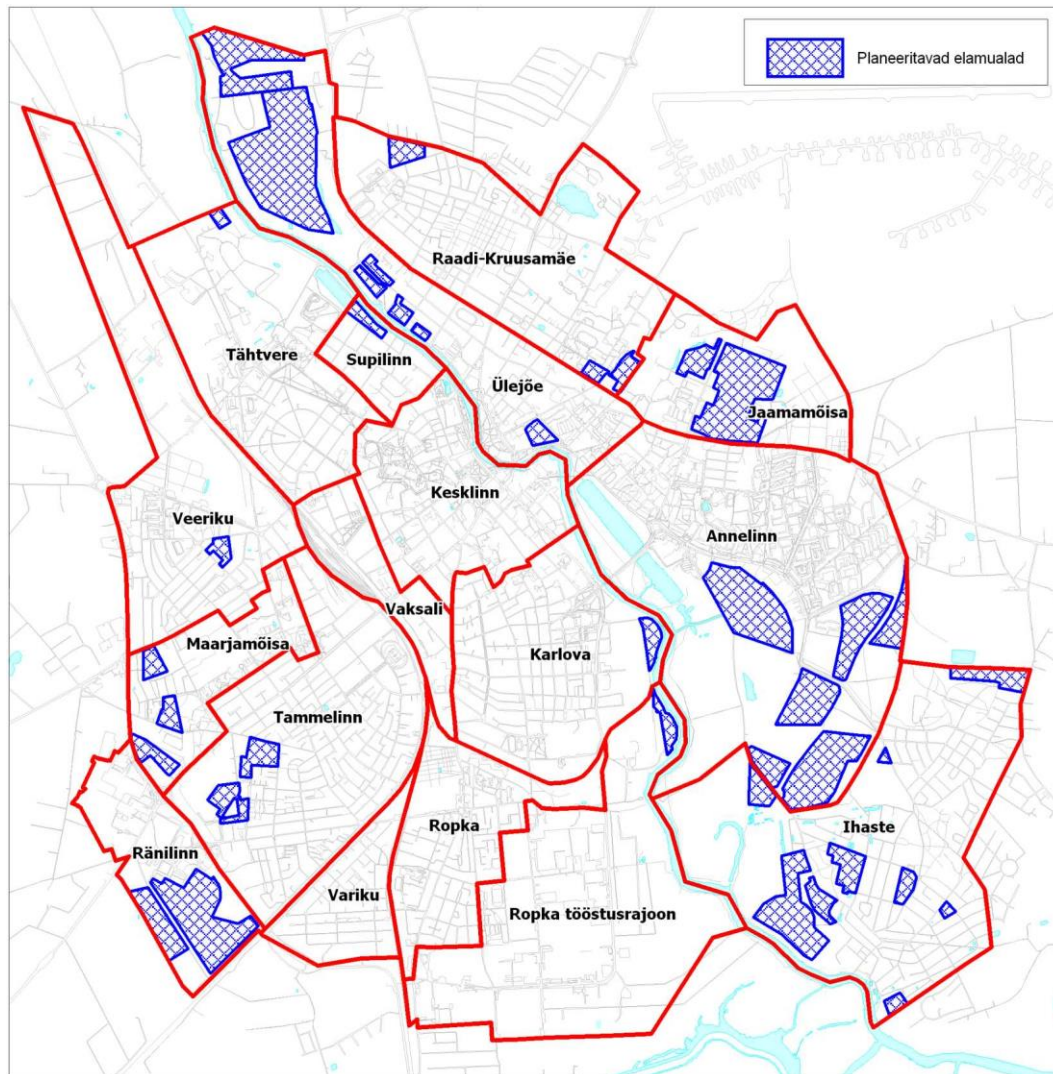 Planeeritavad elamualad
Raadi-Kruusamäe
Tähtvere
Supilinn
Ülejõe
Jaamamõisa
Kesklinn
Veeriku
Annelinn
Vaksali
Maarjamõisa
Karlova
Tammelinn
Ropka
Ihaste
Ränilinn
Variku
Ropka tööstusrajoon